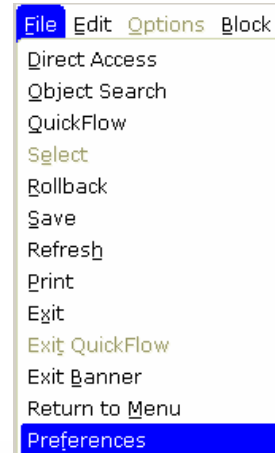 File Edit Options Block
Direct Access
Object Search
QuickFlow
Select
Rollback
Save
Refresh
Print
Exit
Exit QuickFlow
Exit Banner
Return to Menu
Preferences